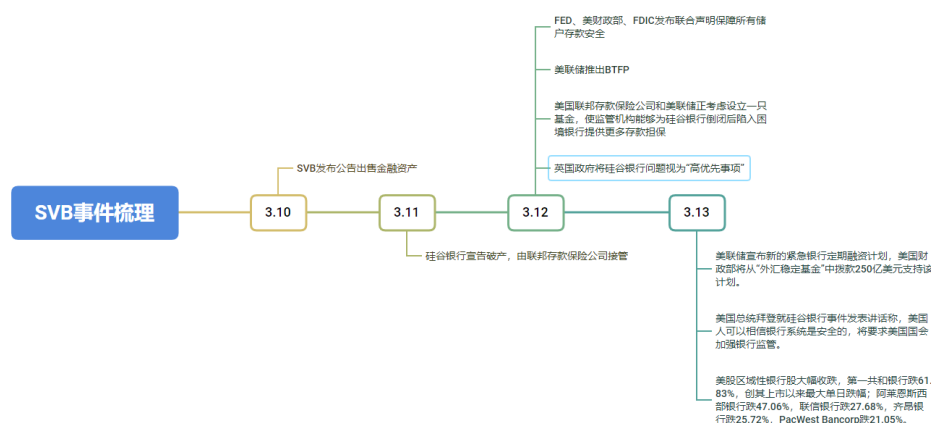 SVB事件梳理
3.10
SVB发布公告出售金融资产
3.11
硅谷银行宣告破产，由联邦存款保险公司接管
3.12
FED、美财政部、FDIC发布联合声明保障所有储
户存款安全
美联储推出BTFP
美国联邦存款保险公司和美联储正考虑设立一只
基金，使监管机构能够为硅谷银行倒闭后陷入困
境银行提供更多存款担保
英国政府将硅谷银行问题视为“高优先事项”
3.13
美联储宣布新的紧急银行定期融资计划，美国财
政部将从“外汇稳定基金”中拨款250亿美元支持该
计划。
美国总统拜登就硅谷银行事件发表讲话称，美国
人可以相信银行系统是安全的，将要求美国国会
加强银行监管。
美股区域性银行股大幅收跌，第一共和银行跌61.
83%，创其上市以来最大单日跌幅；阿莱恩斯西
部银行跌47.06%，联信银行跌27.68%，齐昂银
行跌25.72%，PacWest Bancorp跌21.05%。